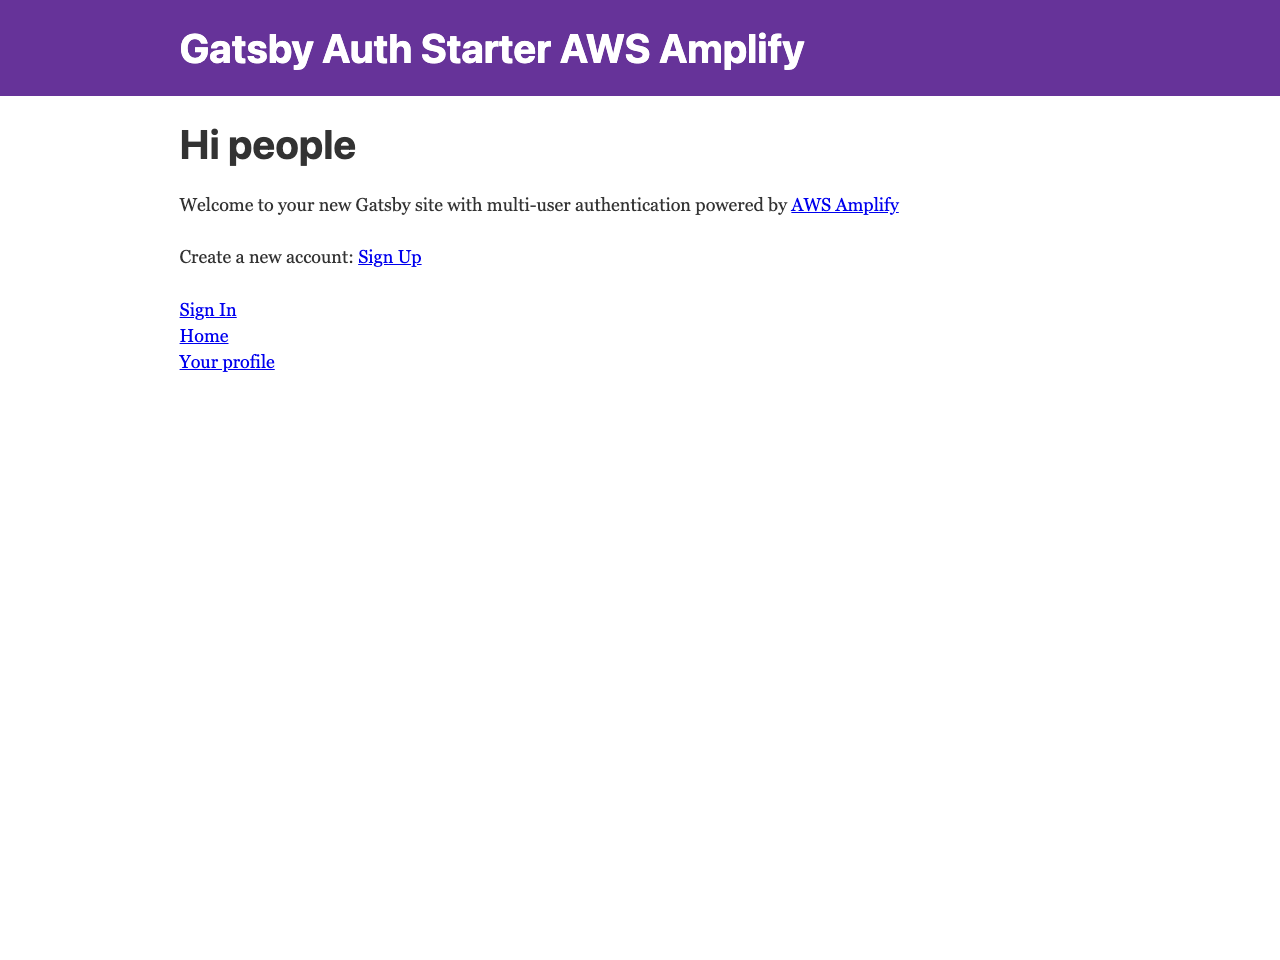 Gatsby Auth Starter AWS Amplify
Hi people
Welcome to your new Gatsby site with multi-user authentication powered by AWS Amplify
Create a new account: Sign Up
Sign In
Home
Your profile